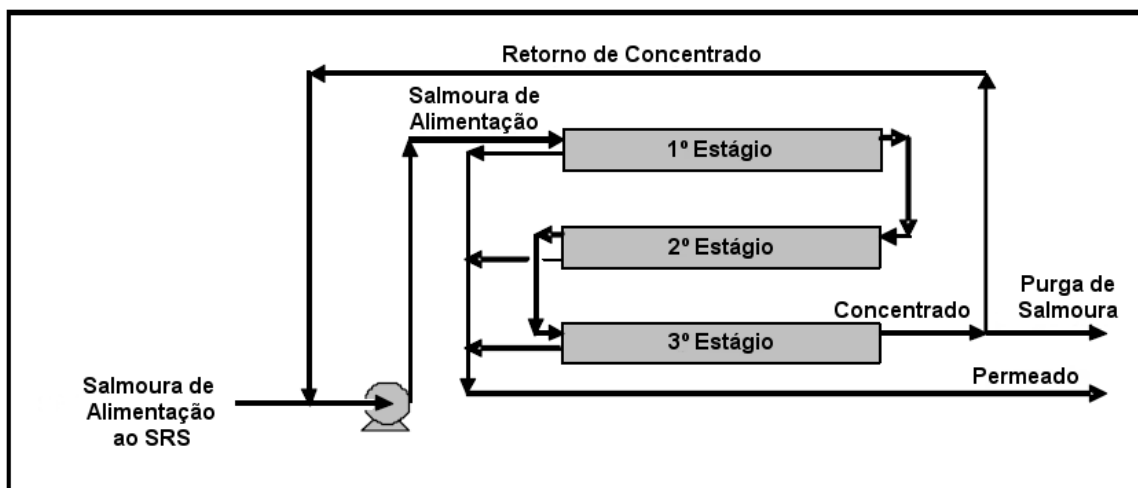 Retorno de Concentrado
Salmoura de
Alimentação
1º Estágio
2º Estágio
3º Estágio
Concentrado
Purga de
Salmoura
Permeado
Salmoura de
Alimentação
ao SRS